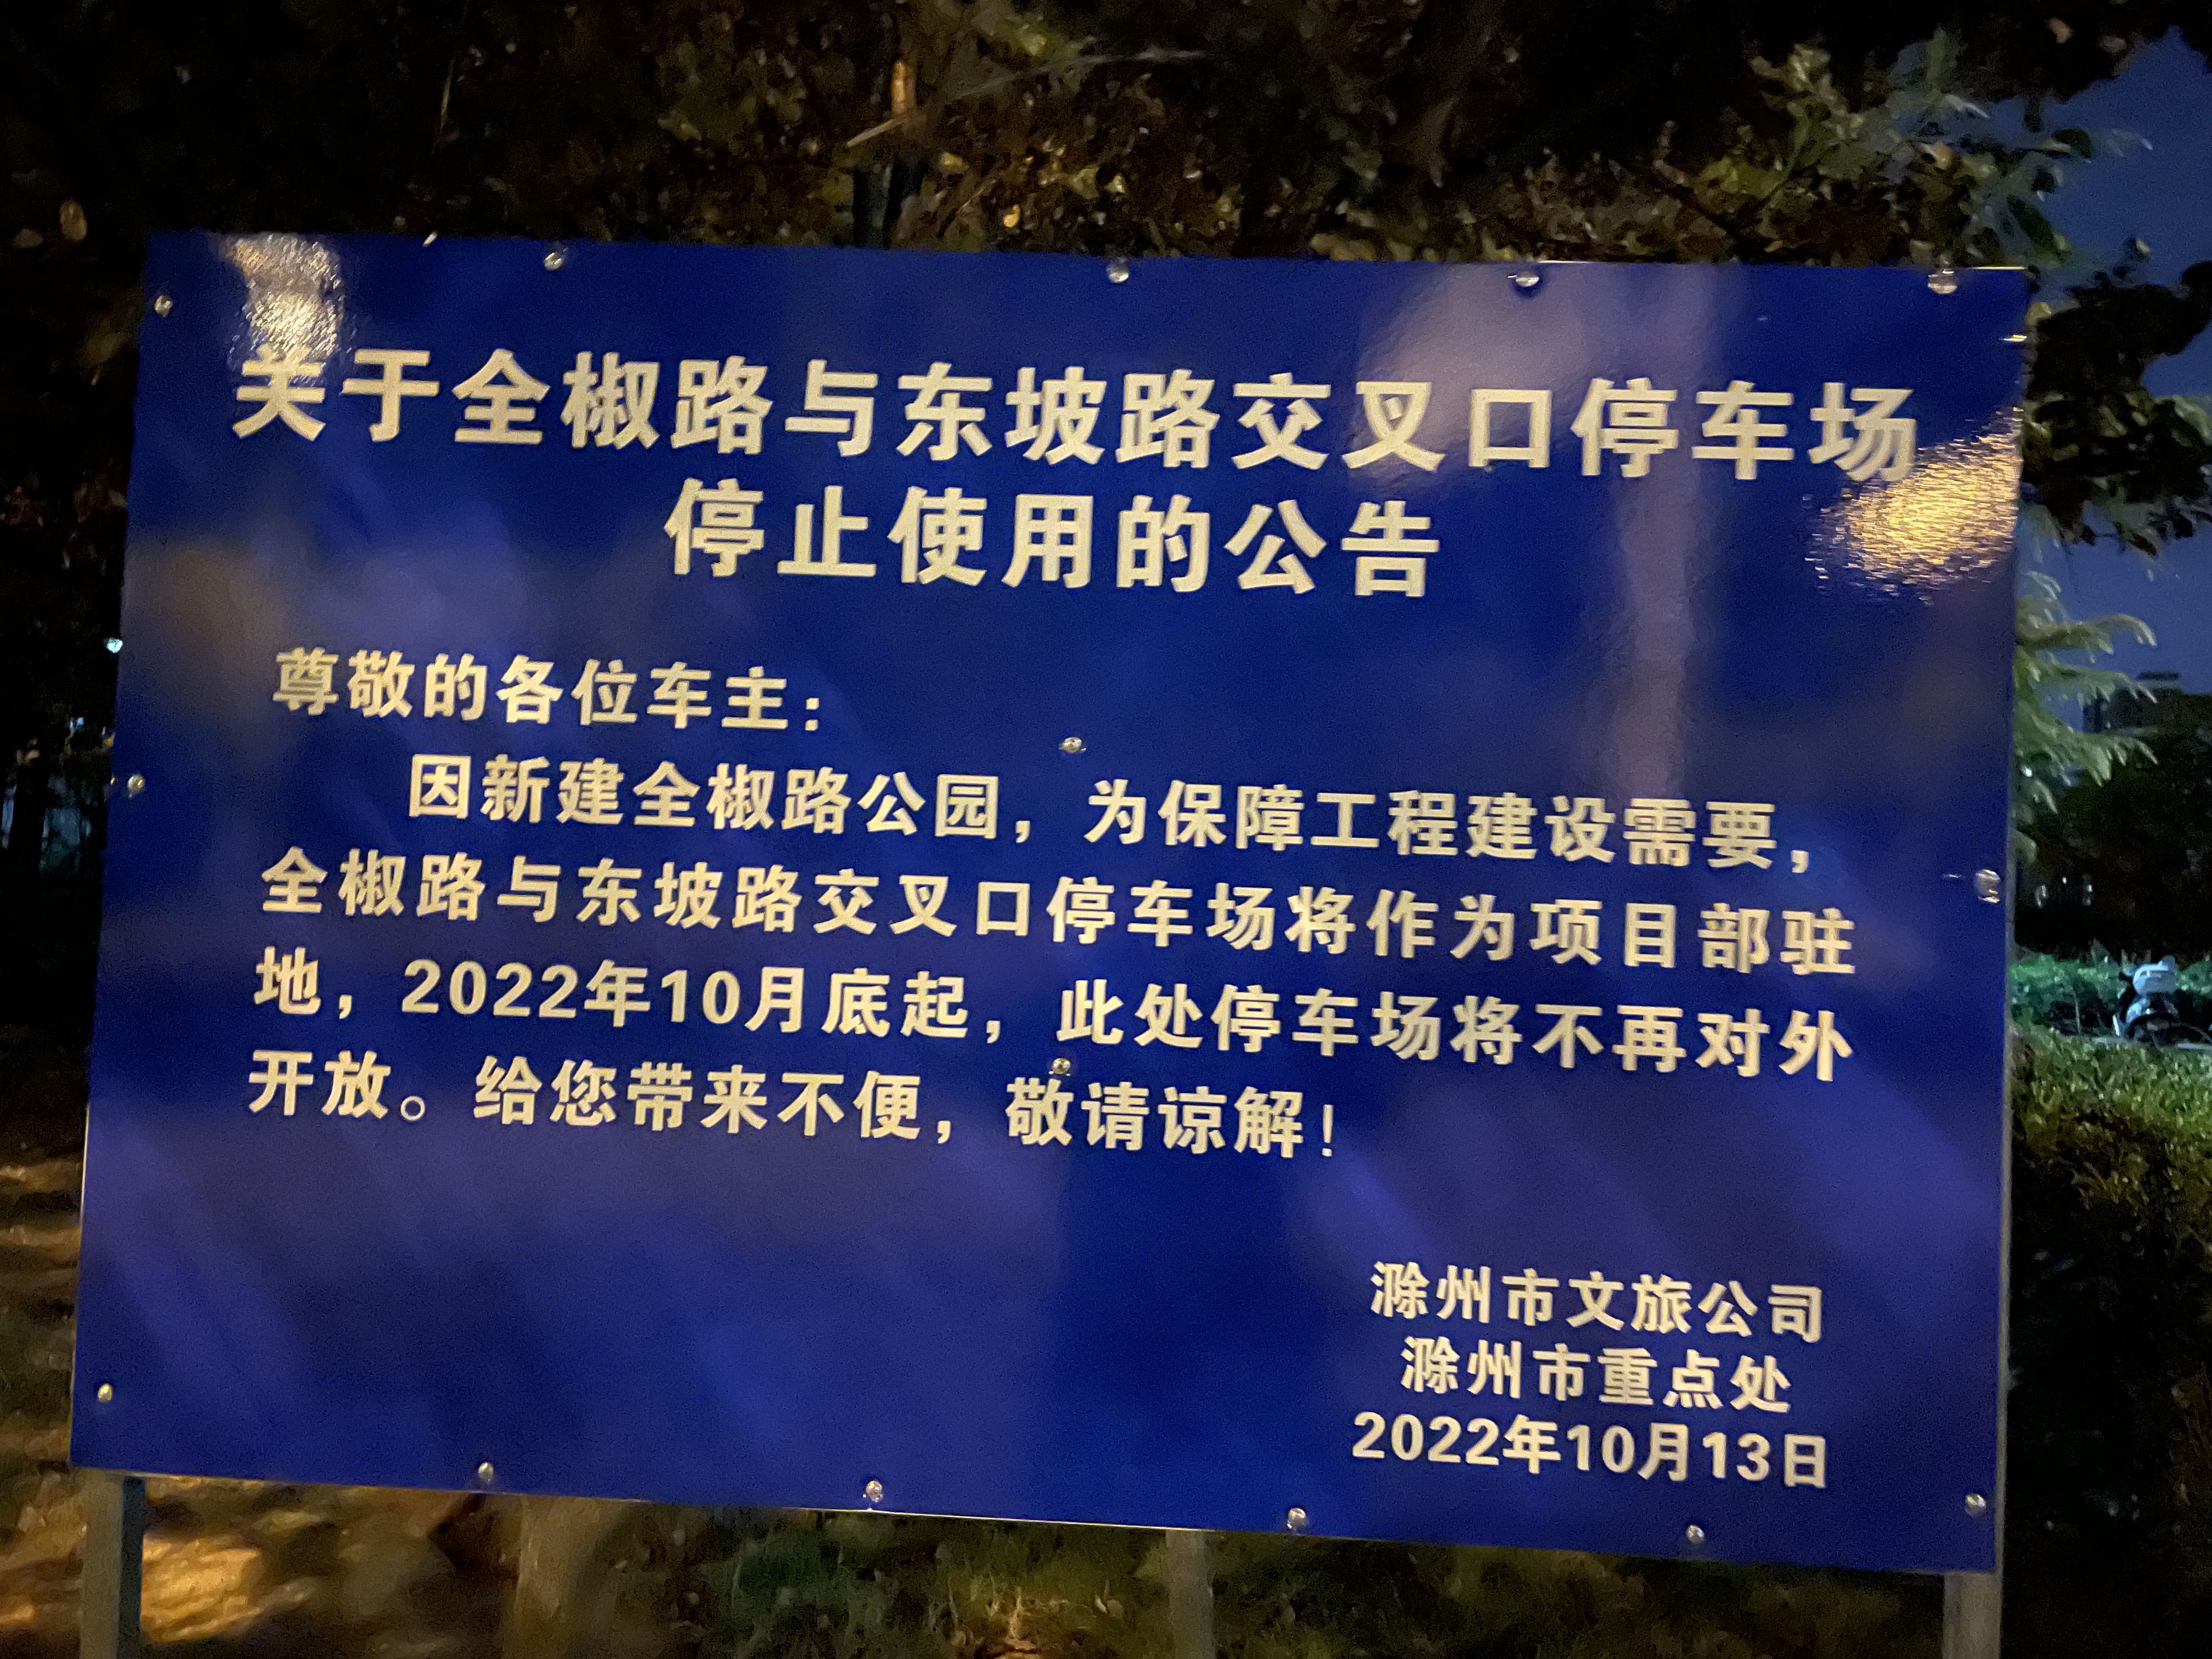 关于全椒路与东坡路交叉口停车场
停止使用的公告
尊敬的各位车主：
因新建全椒路公园，为保障工程建设需要，
全椒路与东坡路交叉口停车场将作为项目部驻
地，2022年10月底起，此处停车场将不再对外
开放。给您带来不便，敬请谅解！
滁州市文旅公司
滁州市重点处
2022年10月13日